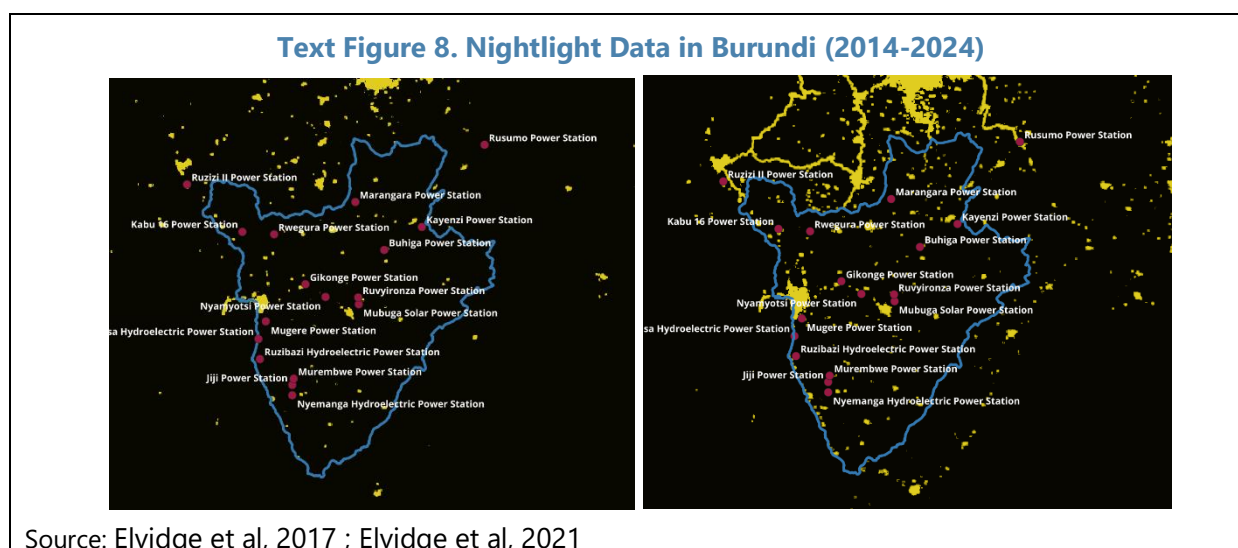 Text Figure 8. Nightlight Data in Burundi (2014-2024)
Rusumo Power Station
Ruzizi II Power Station
Marangara Power Station
Kabu 16 Power Station
Rwegura Power Station
Kayenzi Power Station
Buhiga Power Station
Gikonge Power Station
Ruvyironza Power Station
Nyamyotsi Power Station
Mubuga Solar Power Station
sa Hydroelectric Power Station
Mugere Power Station
Ruzibazi Hydroelectric Power Station
Jiji Power Station
Murembwe Power Station
Nyemanga Hydroelectric Power Station
Rusumo Power Station
Ruzizi II Power Station
Marangara Power Station
Kabu 16 Power Station
Rwegura Power Station
Kayenzi Power Station
Buhiga Power Station
Gikonge Power Station
Ruvyironza Power Station
Nyamyotsi Power Station
Mubuga Solar Power Station
sa Hydroelectric Power Station
Mugere Power Station
Ruzibazi Hydroelectric Power Station
Jiji Power Station
Murembwe Power Station
Nyemanga Hydroelectric Power Station
Source: Elvidge et al, 2017 ; Elvidge et al, 2021